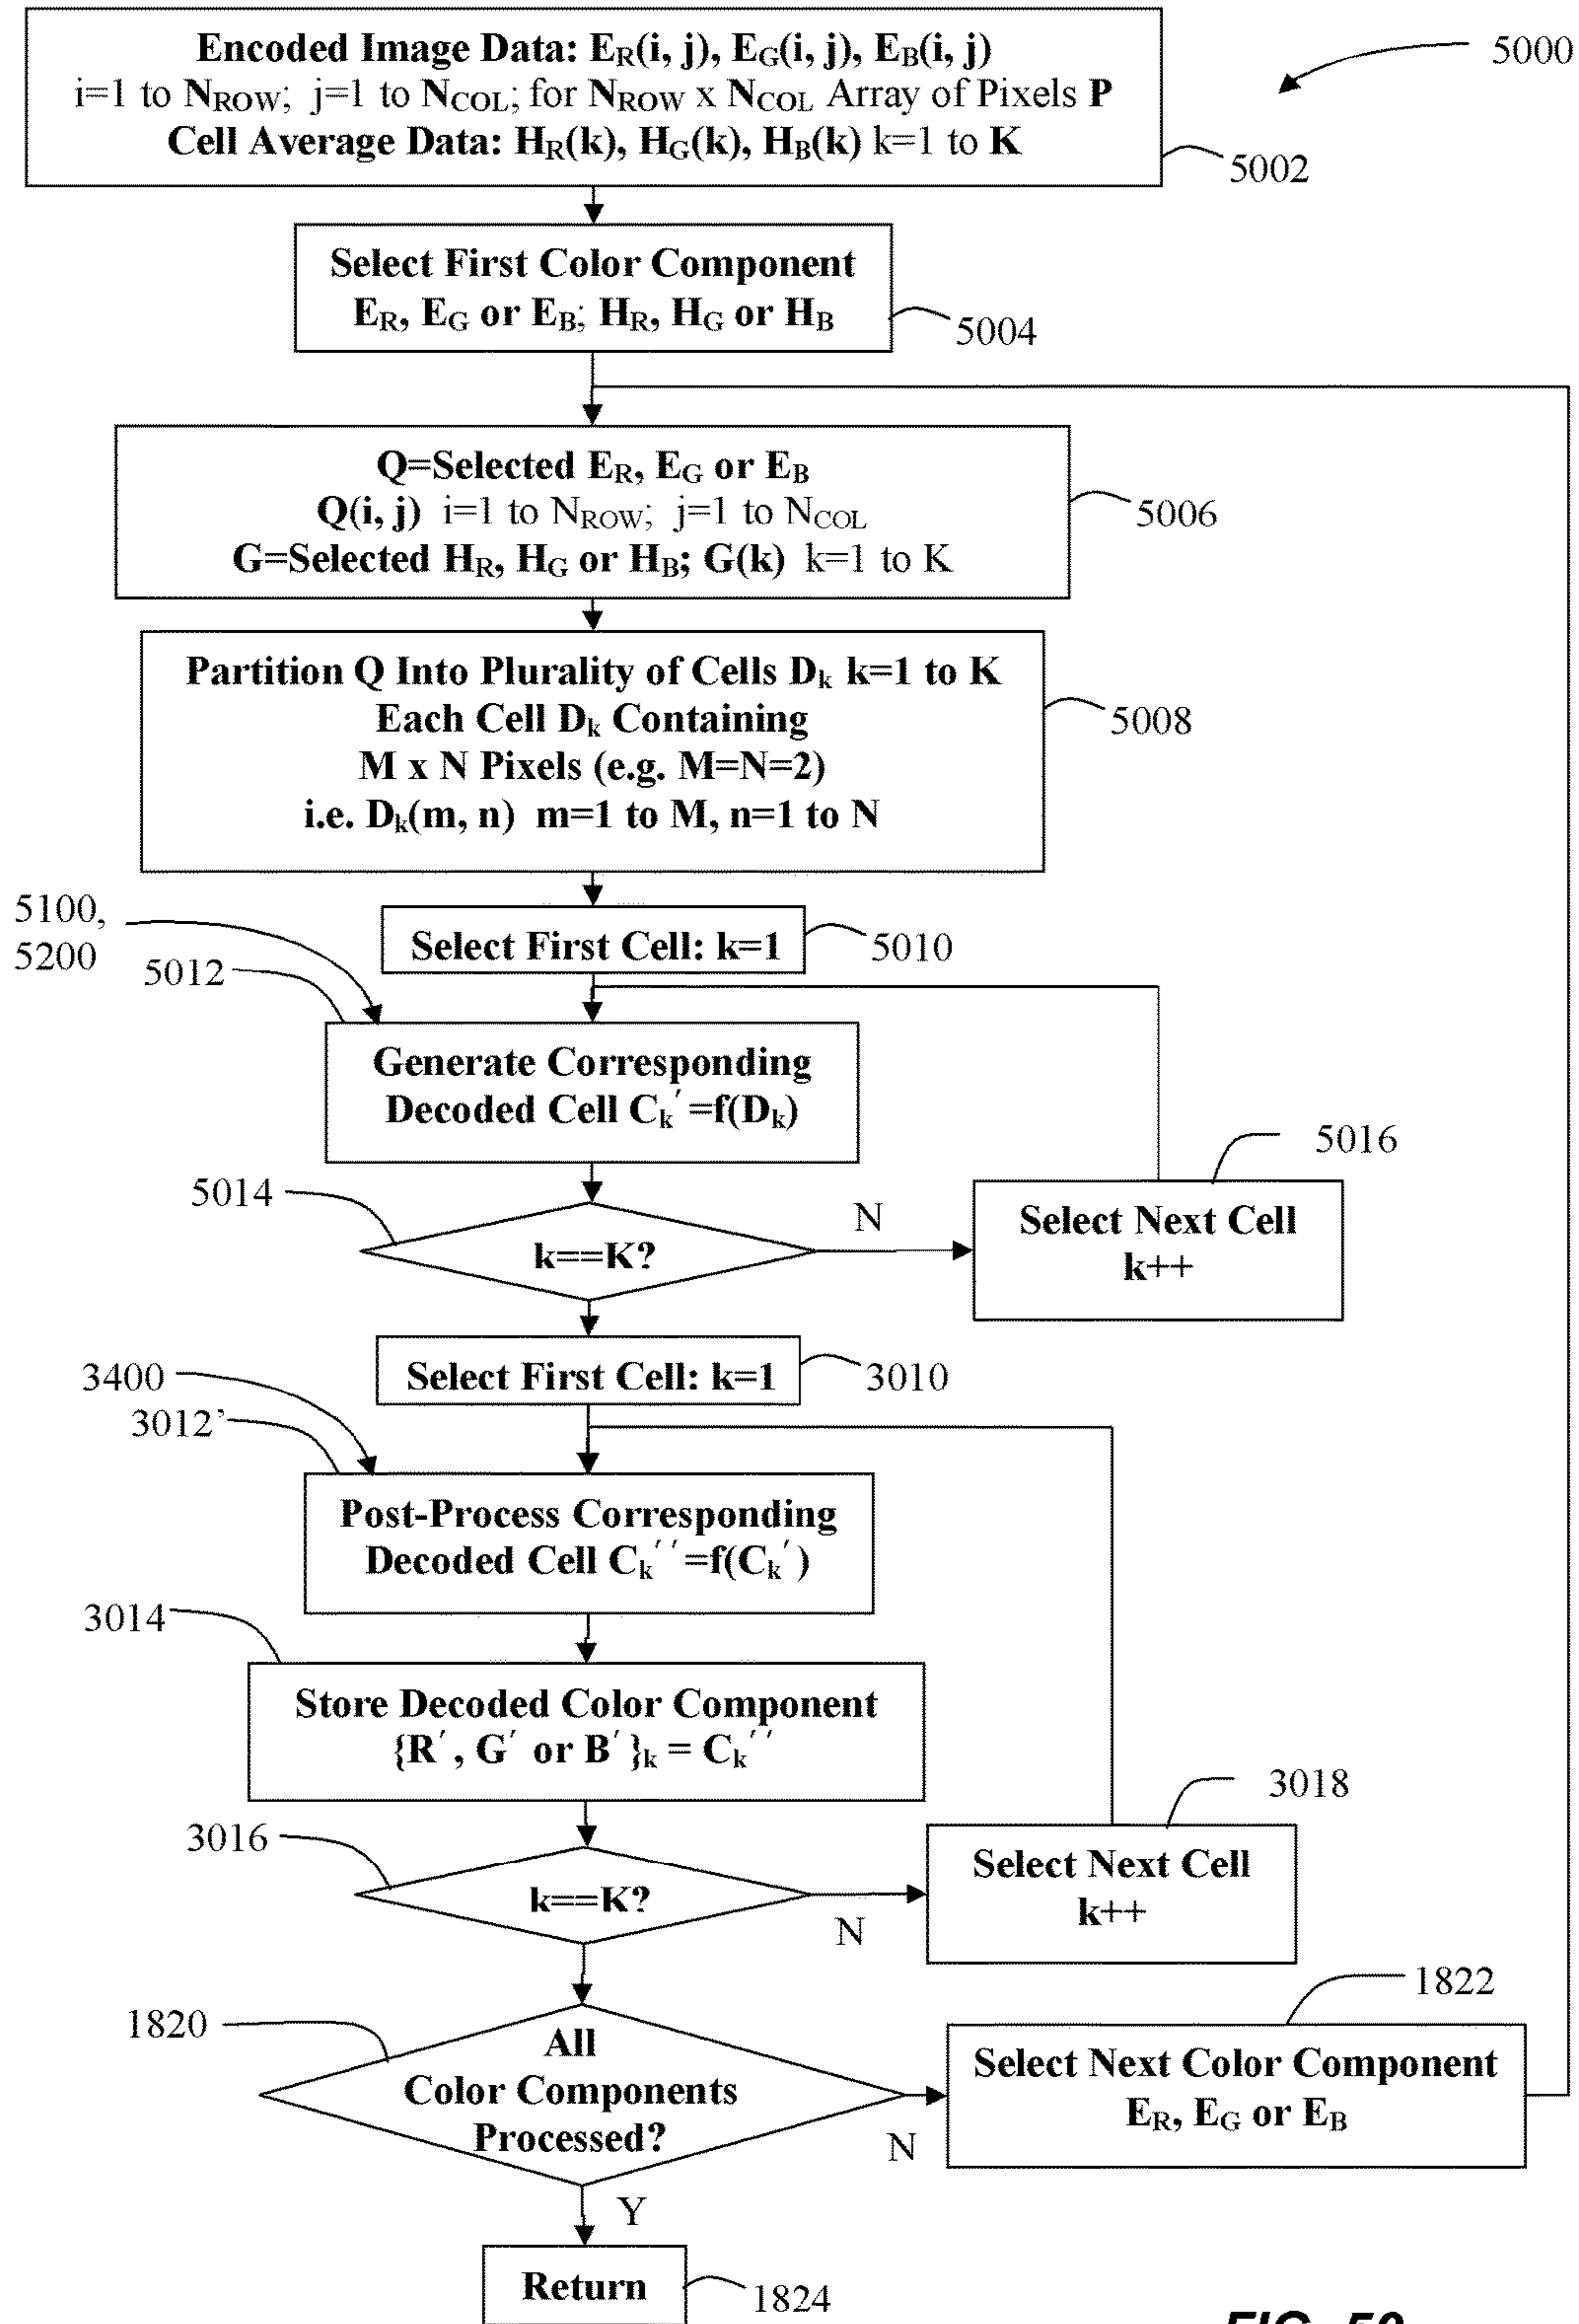 Encoded Image Data: E_R(i, j), E_G(i, j), E_B(i, j)
i=1 to N_ROW; j=1 to N_COL; for N_ROW x N_COL Array of Pixels P
Cell Average Data: H_R(k), H_G(k), H_B(k) k=1 to K
5000
5002
Select First Color Component
E_R, E_G or E_B; H_R, H_G or H_B
5004
Q=Selected E_R, E_G or E_B
Q(i, j) i=1 to N_ROW; j=1 to N_COL
G=Selected H_R, H_G or H_B; G(k) k=1 to K
5006
Partition Q Into Plurality of Cells D_k k=1 to K
Each Cell D_k Containing
M x N Pixels (e.g. M=N=2)
i.e. D_k(m, n) m=1 to M, n=1 to N
5008
5100,
5200
Select First Cell: k=1
5010
5012
Generate Corresponding
Decoded Cell C_k′=f(D_k)
5014
k==K?
N
5016
Select Next Cell
k++
Select First Cell: k=1
3010
3400
3012’
Post-Process Corresponding
Decoded Cell C_k′′=f(C_k′)
3014
Store Decoded Color Component
{R′, G′ or B′}_k = C_k′′
3016
k==K?
N
3018
Select Next Cell
k++
1820
All
Color Components
Processed?
N
1822
Select Next Color Component
E_R, E_G or E_B
Y
Return
1824